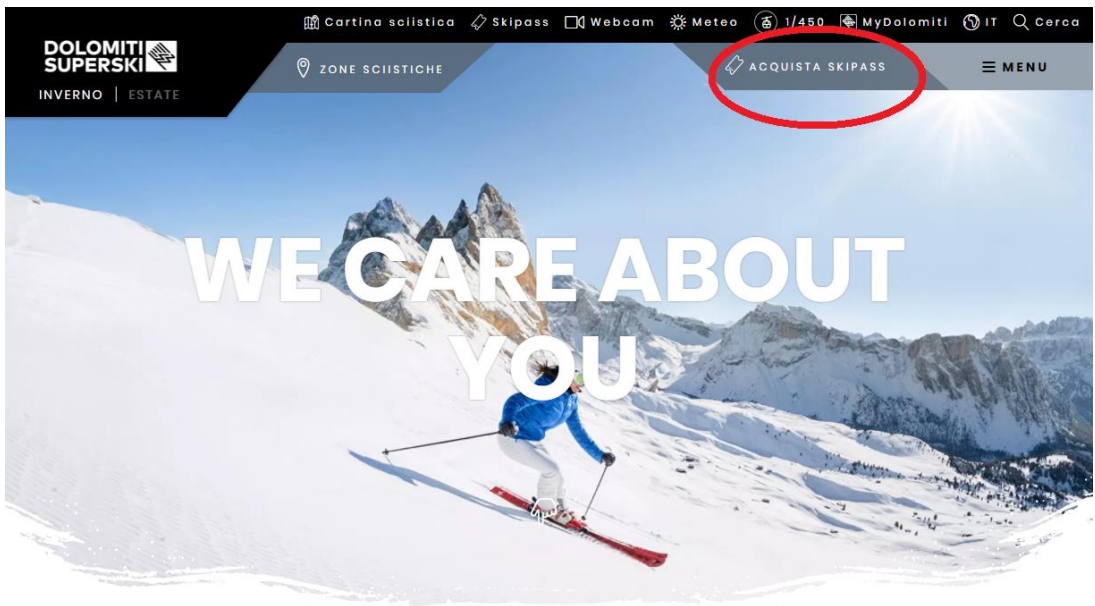 Cartina sciistica Skipass Webcam Meteo 1/450 MyDolomiti IT Cerca
DOLOMITI
SUPERSKI
ZONE SCIISTICHE
ACQUISTA SKIPASS
MENU
INVERNO | ESTATE
WE CARE ABOUT
YOU